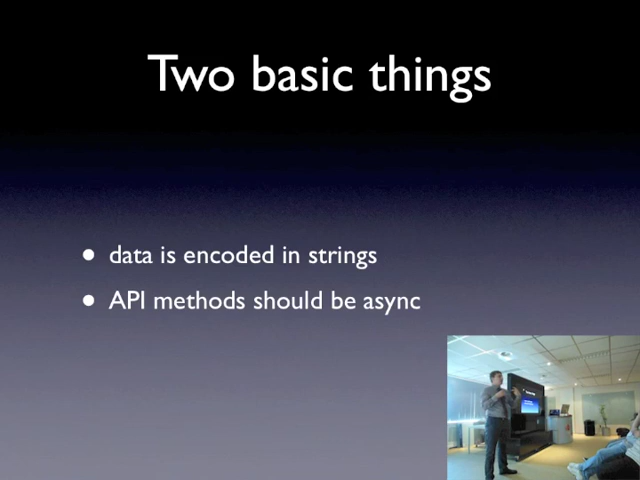 Two basic things
• data is encoded in strings
• API methods should be async